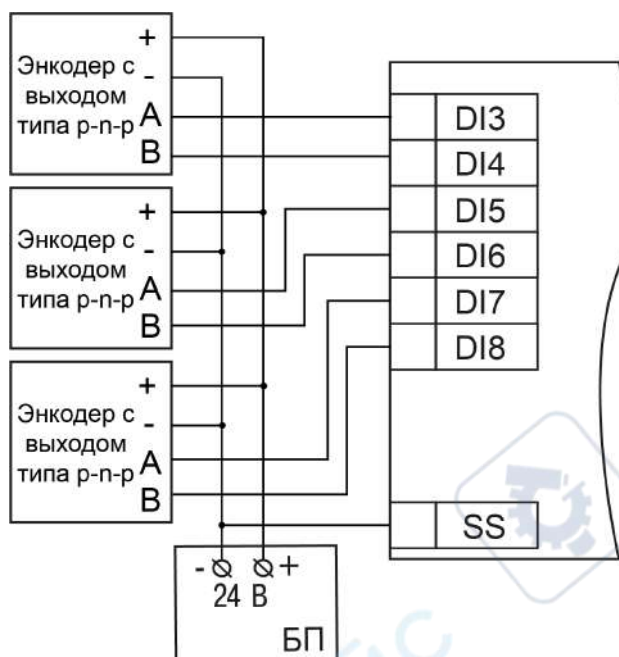 Энкодер с
выходом
типа p-n-p
+
-
A
B
Энкодер с
выходом
типа p-n-p
+
-
A
B
Энкодер с
выходом
типа p-n-p
+
-
A
B
DI3
DI4
DI5
DI6
DI7
DI8
SS
- +
24 В
БП